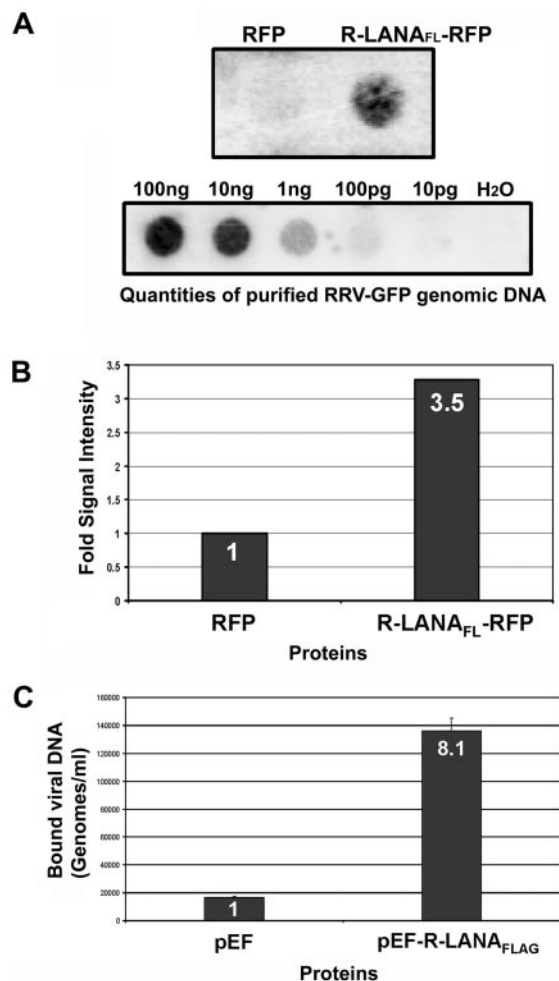 A
RFP R-LANAFL-RFP
100ng 10ng 1ng 100pg 10pg H2O
Quantities of purified RRV-GFP genomic DNA
B
Fold Signal Intensity
3.5
3
2.5
2
1.5
1
0.5
0
1
3.5
RFP R-LANAFL-RFP
Proteins
C
Bound viral DNA
(Genomes/ml)
160000
140000
120000
100000
80000
60000
40000
20000
0
1
8.1
pEF pEF-R-LANAFLAG
Proteins